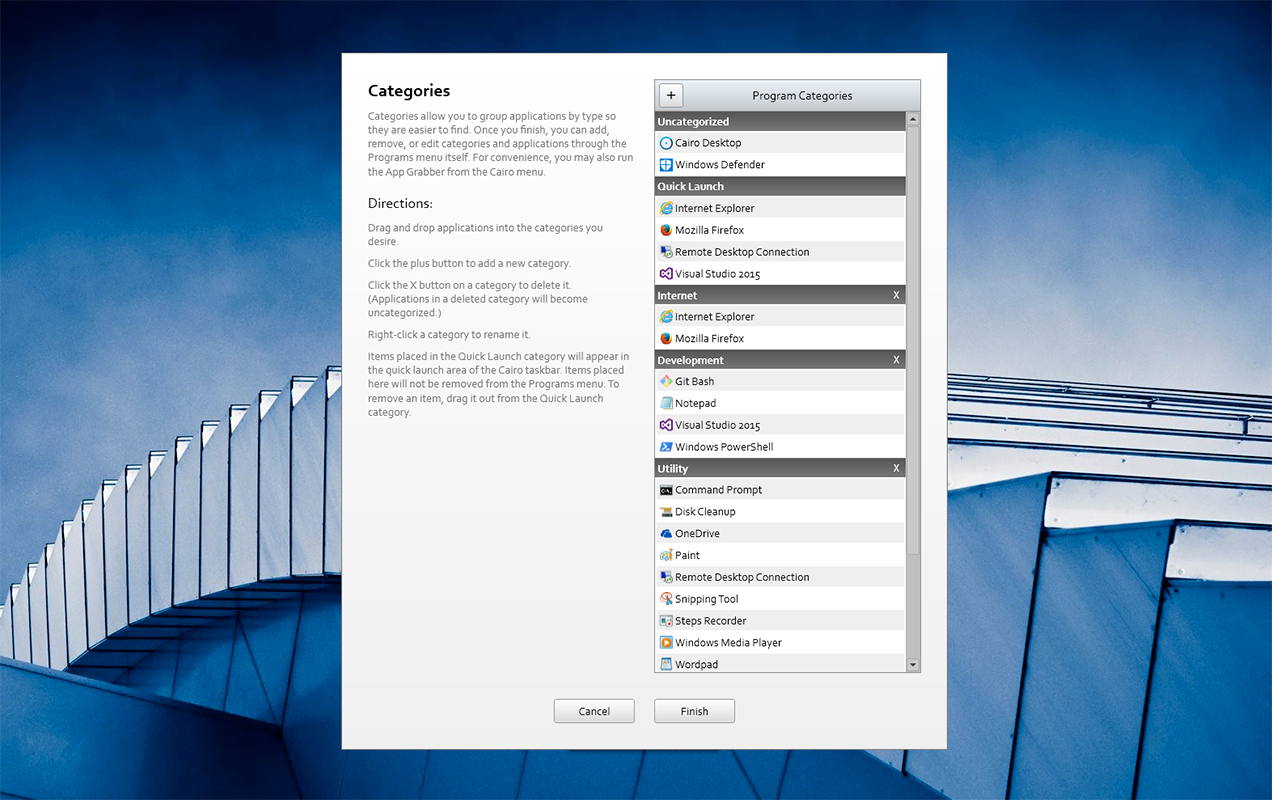 Categories
Categories allow you to group applications by type so
they are easier to find. Once you finish, you can add,
remove, or edit categories and applications through the
Programs menu itself. For convenience, you may also run
the App Grabber from the Cairo menu.
Directions:
Drag and drop applications into the categories you
desire.
Click the plus button to add a new category.
Click the X button on a category to delete it.
(Applications in a deleted category will become
uncategorized.)
Right-click a category to rename it.
Items placed in the Quick Launch category will appear in
the quick launch area of the Cairo taskbar. Items placed
here will not be removed from the Programs menu. To
remove an item, drag it out from the Quick Launch
category.
+ Program Categories
Uncategorized
Cairo Desktop
Windows Defender
Quick Launch
Internet Explorer
Mozilla Firefox
Remote Desktop Connection
Visual Studio 2015
Internet X
Internet Explorer
Mozilla Firefox
Development X
Git Bash
Notepad
Visual Studio 2015
Windows PowerShell
Utility X
Command Prompt
Disk Cleanup
OneDrive
Paint
Remote Desktop Connection
Snipping Tool
Steps Recorder
Windows Media Player
Wordpad
Cancel Finish